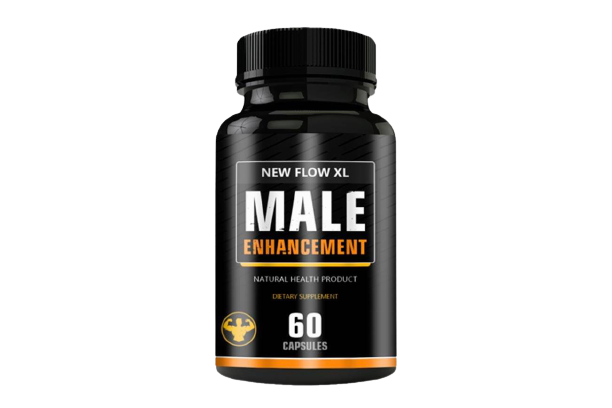 NEW FLOW XL
MALE
ENHANCEMENT
NATURAL HEALTH PRODUCT
DIETARY SUPPLEMENT
60
CAPSULES